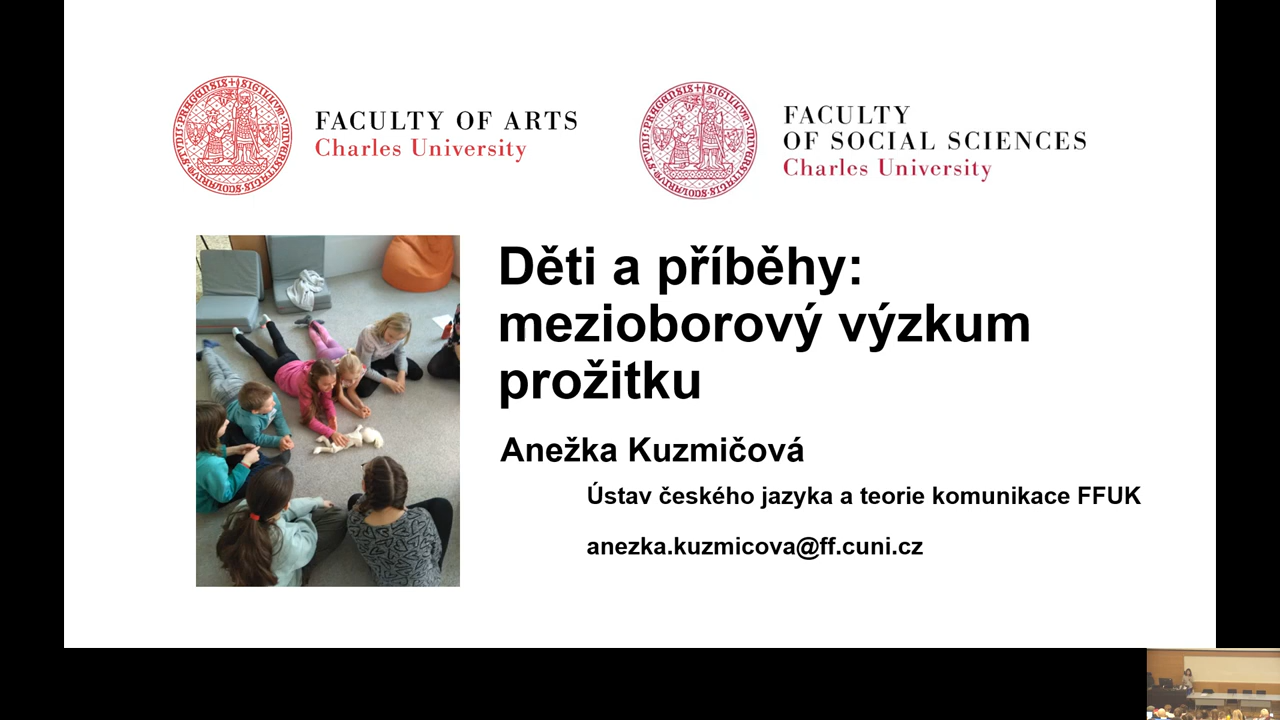 FACULTY OF ARTS
Charles University
FACULTY
OF SOCIAL SCIENCES
Charles University
Děti a příběhy:
mezioborový výzkum
prožitku
Anežka Kuzmičová
Ústav českého jazyka a teorie komunikace FFUK
anezka.kuzmicova@ff.cuni.cz